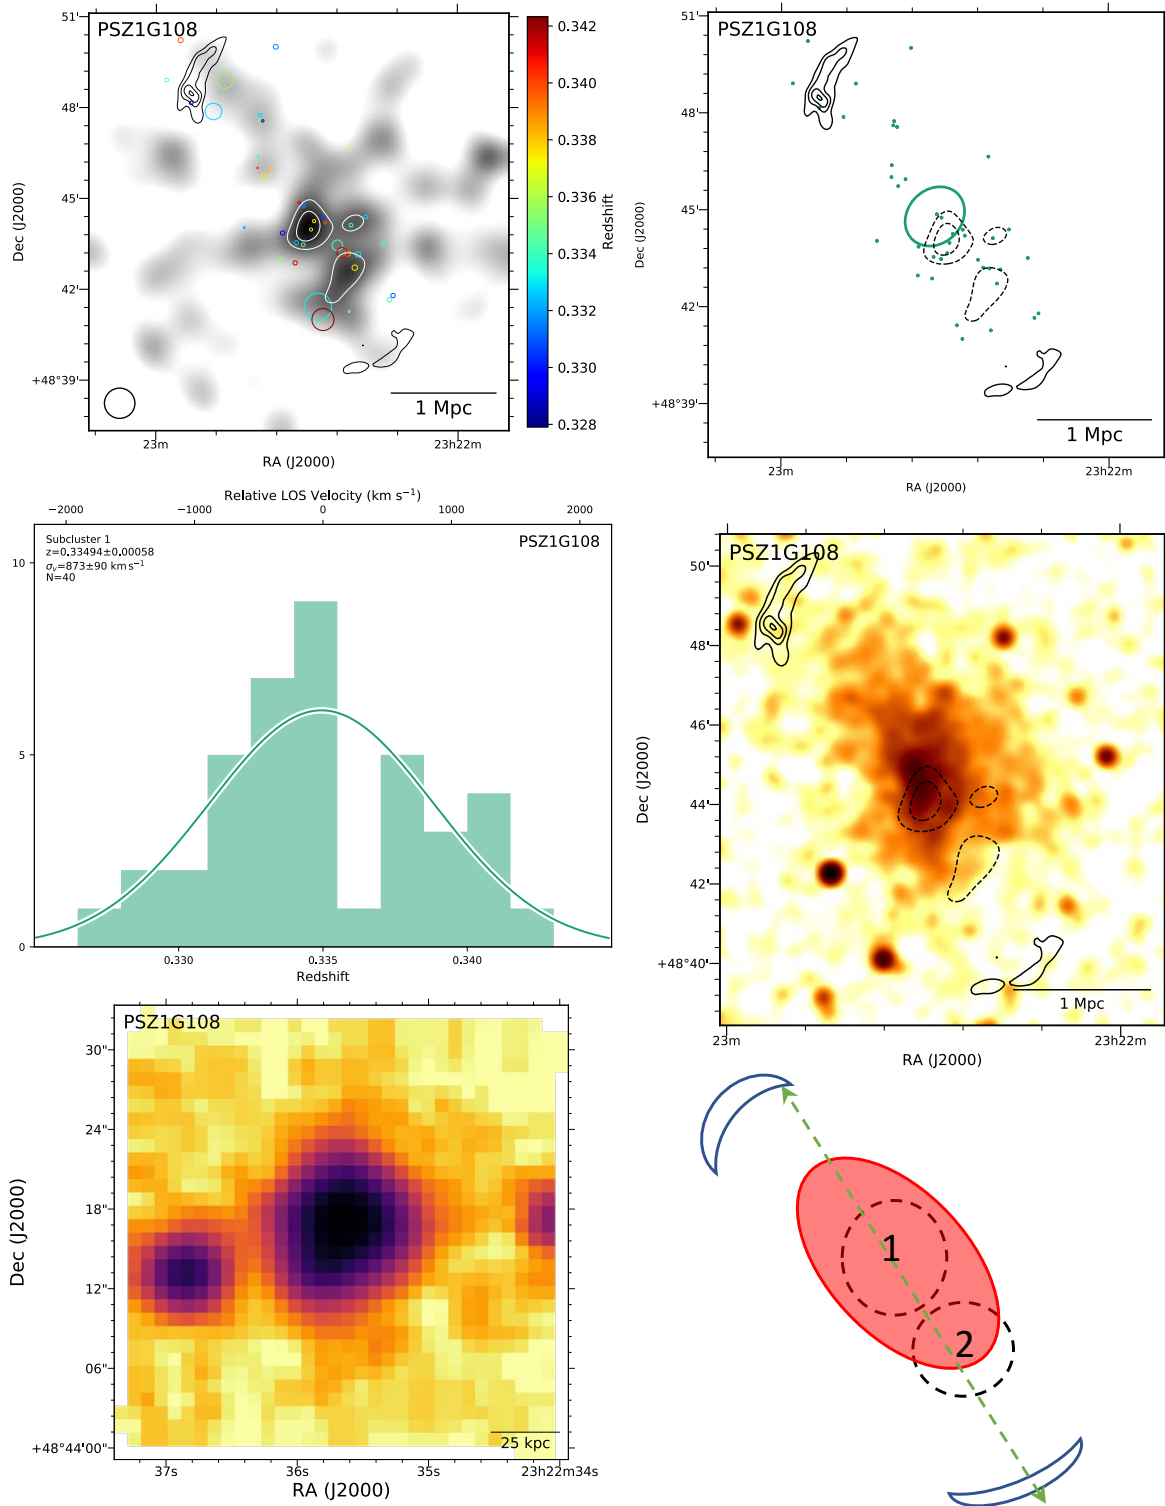 PSZ1G108
51'
48'
45'
42'
+48°39'
Dec (J2000)
23m
23h22m
RA (J2000)
1 Mpc
0.342
0.340
0.338
0.336
0.334
0.332
0.330
0.328
Redshift
PSZ1G108
51'
48'
45'
42'
+48°39'
Dec (J2000)
23m
23h22m
RA (J2000)
1 Mpc
Relative LOS Velocity (km s⁻¹)
−2000 −1000 0 1000 2000
Subcluster 1
z=0.33494±0.00058
σᵥ=873±90 km s⁻¹
N=40
PSZ1G108
10
5
0
0.330 0.335 0.340
Redshift
PSZ1G108
50'
48'
46'
44'
42'
+48°40'
Dec (J2000)
1 Mpc
23m
23h22m
RA (J2000)
PSZ1G108
30"
24"
18"
12"
06"
+48°44'00"
Dec (J2000)
25 kpc
37s 36s 35s 23h22m34s
RA (J2000)
1
2